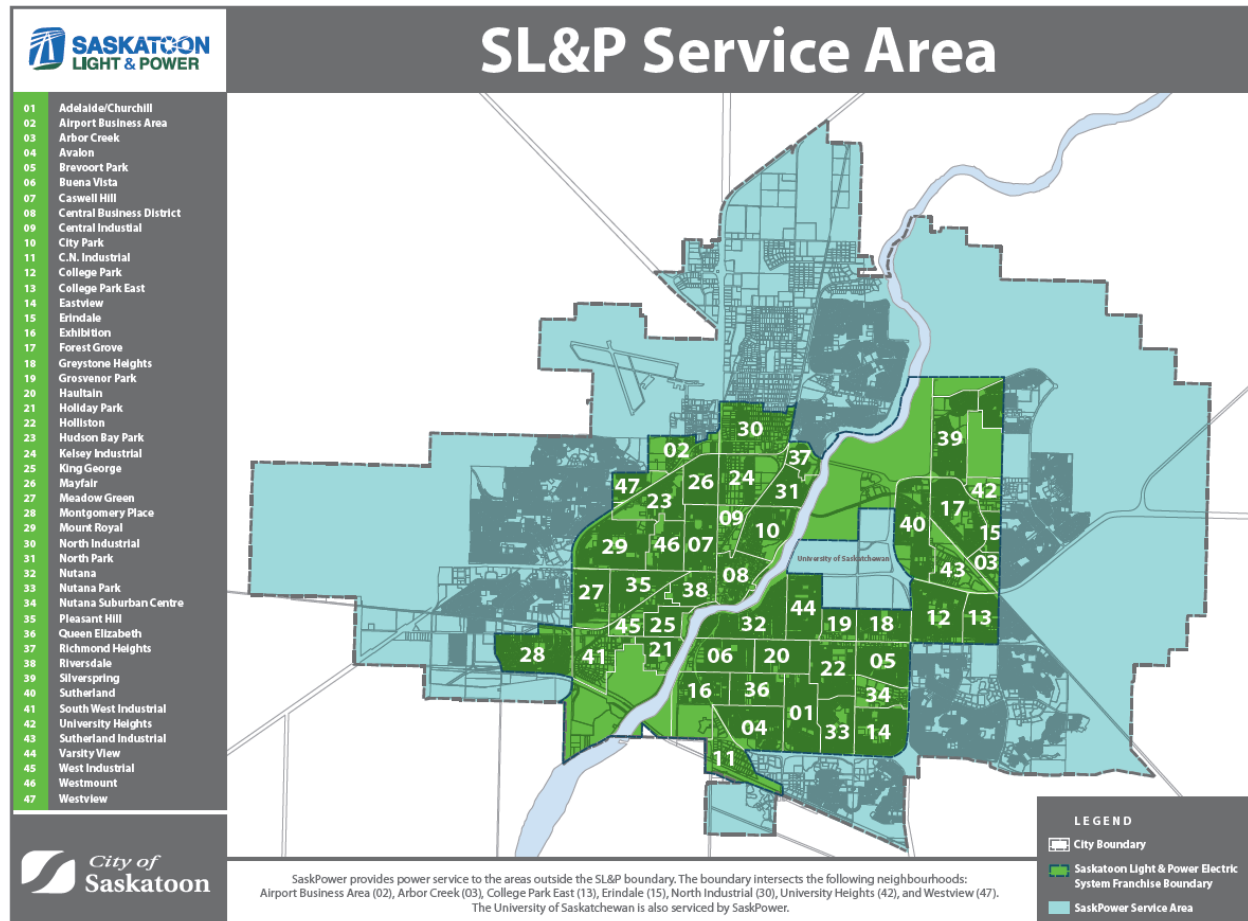 SASKATOON
LIGHT & POWER
SL&P Service Area
01 Adelaide/Churchill
02 Airport Business Area
03 Arbor Creek
04 Avalon
05 Brevoort Park
06 Buena Vista
07 Caswell Hill
08 Central Business District
09 Central Industial
10 City Park
11 C.N. Industrial
12 College Park
13 College Park East
14 Eastview
15 Erindale
16 Exhibition
17 Forest Grove
18 Greystone Heights
19 Grosvenor Park
20 Haultain
21 Holiday Park
22 Holliston
23 Hudson Bay Park
24 Kelsey Industrial
25 King George
26 Mayfair
27 Meadow Green
28 Montgomery Place
29 Mount Royal
30 North Industrial
31 North Park
32 Nutana
33 Nutana Park
34 Nutana Suburban Centre
35 Pleasant Hill
36 Queen Elizabeth
37 Richmond Heights
38 Riversdale
39 Silverspring
40 Sutherland
41 South West Industrial
42 University Heights
43 Sutherland Industrial
44 Varsity View
45 West Industrial
46 Westmount
47 Westview
30
39
02
37
47
26
24
31
42
23
17
09
40
15
10
29
46
07
University of Saskatchewan
43
03
08
27
35
38
44
12
13
45
25
32
19
18
28
41
21
06
20
22
05
16
36
34
01
04
33
14
11
City of
Saskatoon
SaskPower provides power service to the areas outside the SL&P boundary. The boundary intersects the following neighbourhoods:
Airport Business Area (02), Arbor Creek (03), College Park East (13), Erindale (15), North Industrial (30), University Heights (42), and Westview (47).
The University of Saskatchewan is also serviced by SaskPower.
LEGEND
City Boundary
Saskatoon Light & Power Electric
System Franchise Boundary
SaskPower Service Area